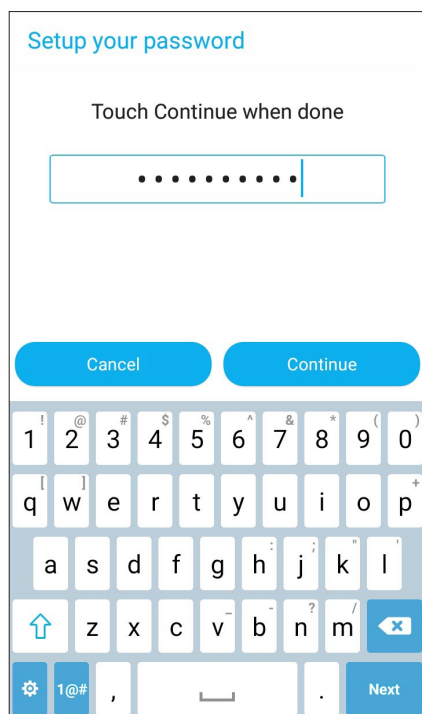 Setup your password
Touch Continue when done
••••••••••
Cancel Continue
! @ # $ % ^ & * ( )
1 2 3 4 5 6 7 8 9 0
[ ] +
q w e r t y u i o p
: ; " '
a s d f g h j k l
_ - ? /
z x c v b n m
1@# , . Next